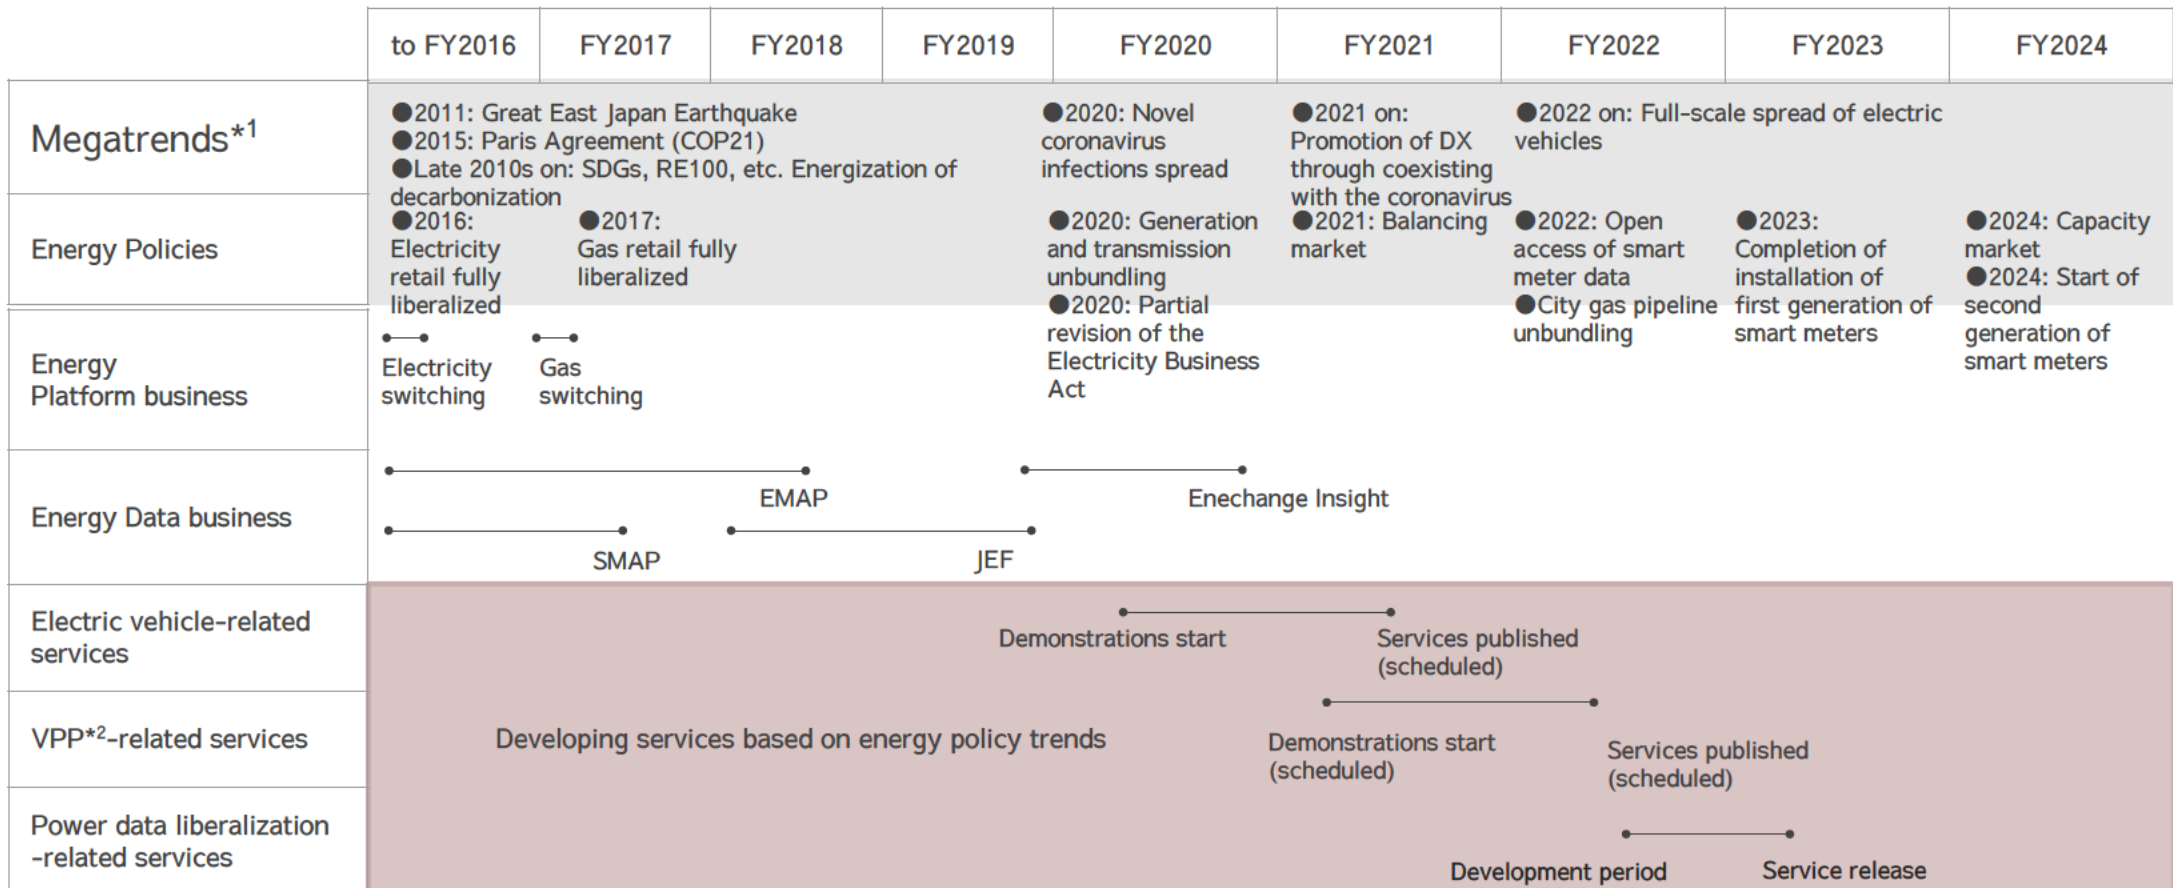 to FY2016 FY2017 FY2018 FY2019 FY2020 FY2021 FY2022 FY2023 FY2024
Megatrends*1
●2011: Great East Japan Earthquake
●2015: Paris Agreement (COP21)
●Late 2010s on: SDGs, RE100, etc. Energization of
decarbonization
●2020: Novel
coronavirus
infections spread
●2021 on:
Promotion of DX
through coexisting
with the coronavirus
●2022 on: Full-scale spread of electric
vehicles
Energy Policies
●2016:
Electricity
retail fully
liberalized
●2017:
Gas retail fully
liberalized
●2020: Generation
and transmission
unbundling
●2020: Partial
revision of the
Electricity Business
Act
●2021: Balancing
market
●2022: Open
access of smart
meter data
●City gas pipeline
unbundling
●2023:
Completion of
installation of
first generation of
smart meters
●2024: Capacity
market
●2024: Start of
second
generation of
smart meters
Energy
Platform business
Electricity
switching
Gas
switching
Energy Data business
EMAP
Enechange Insight
SMAP
JEF
Electric vehicle-related
services
Demonstrations start
Services published
(scheduled)
VPP*2-related services
Developing services based on energy policy trends
Demonstrations start
(scheduled)
Services published
(scheduled)
Power data liberalization
-related services
Development period
Service release